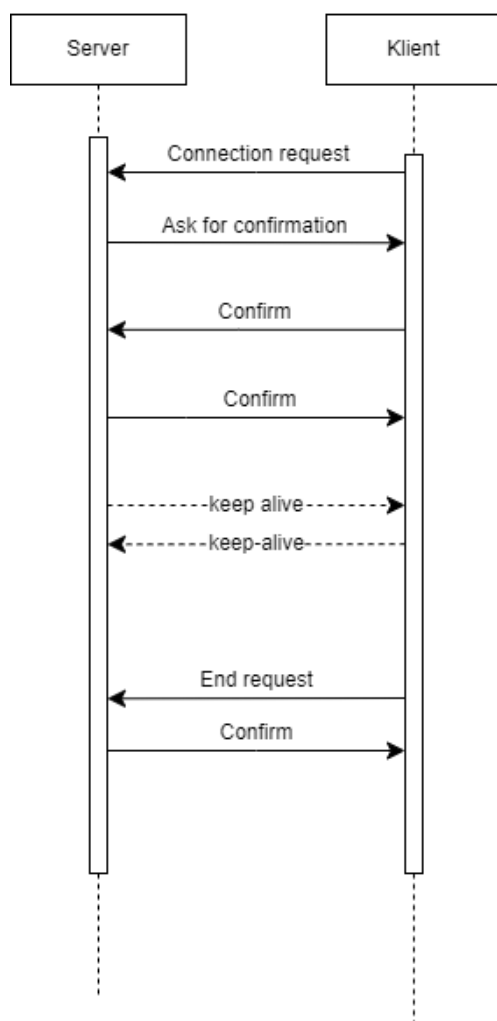 Server
Klient
Connection request
Ask for confirmation
Confirm
Confirm
keep alive
keep-alive
End request
Confirm